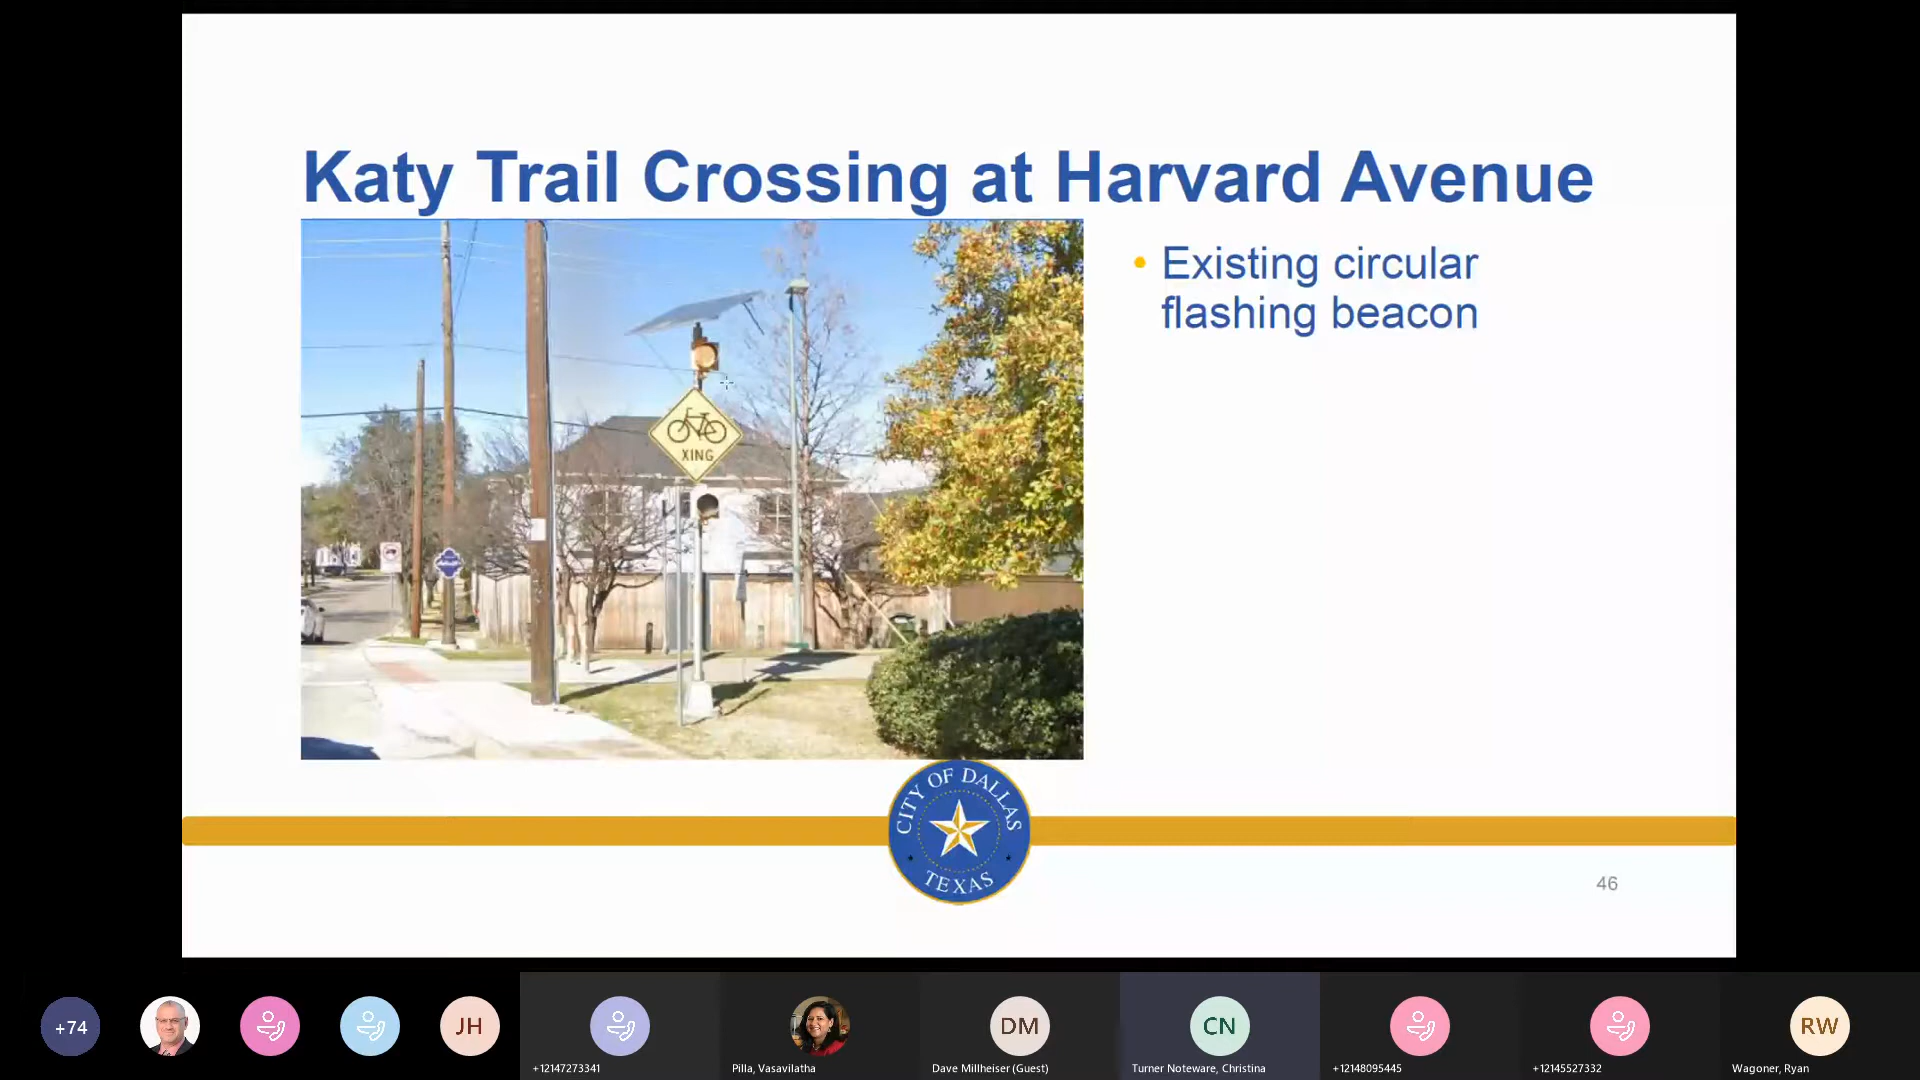 Katy Trail Crossing at Harvard Avenue
• Existing circular
flashing beacon
XING
CITY OF DALLAS
TEXAS
46
+74
JH
DM
CN
RW
+12147273341
Pilla, Vasavilatha
Dave Millheiser (Guest)
Turner Noteware, Christina
+12148095445
+12145527332
Wagoner, Ryan